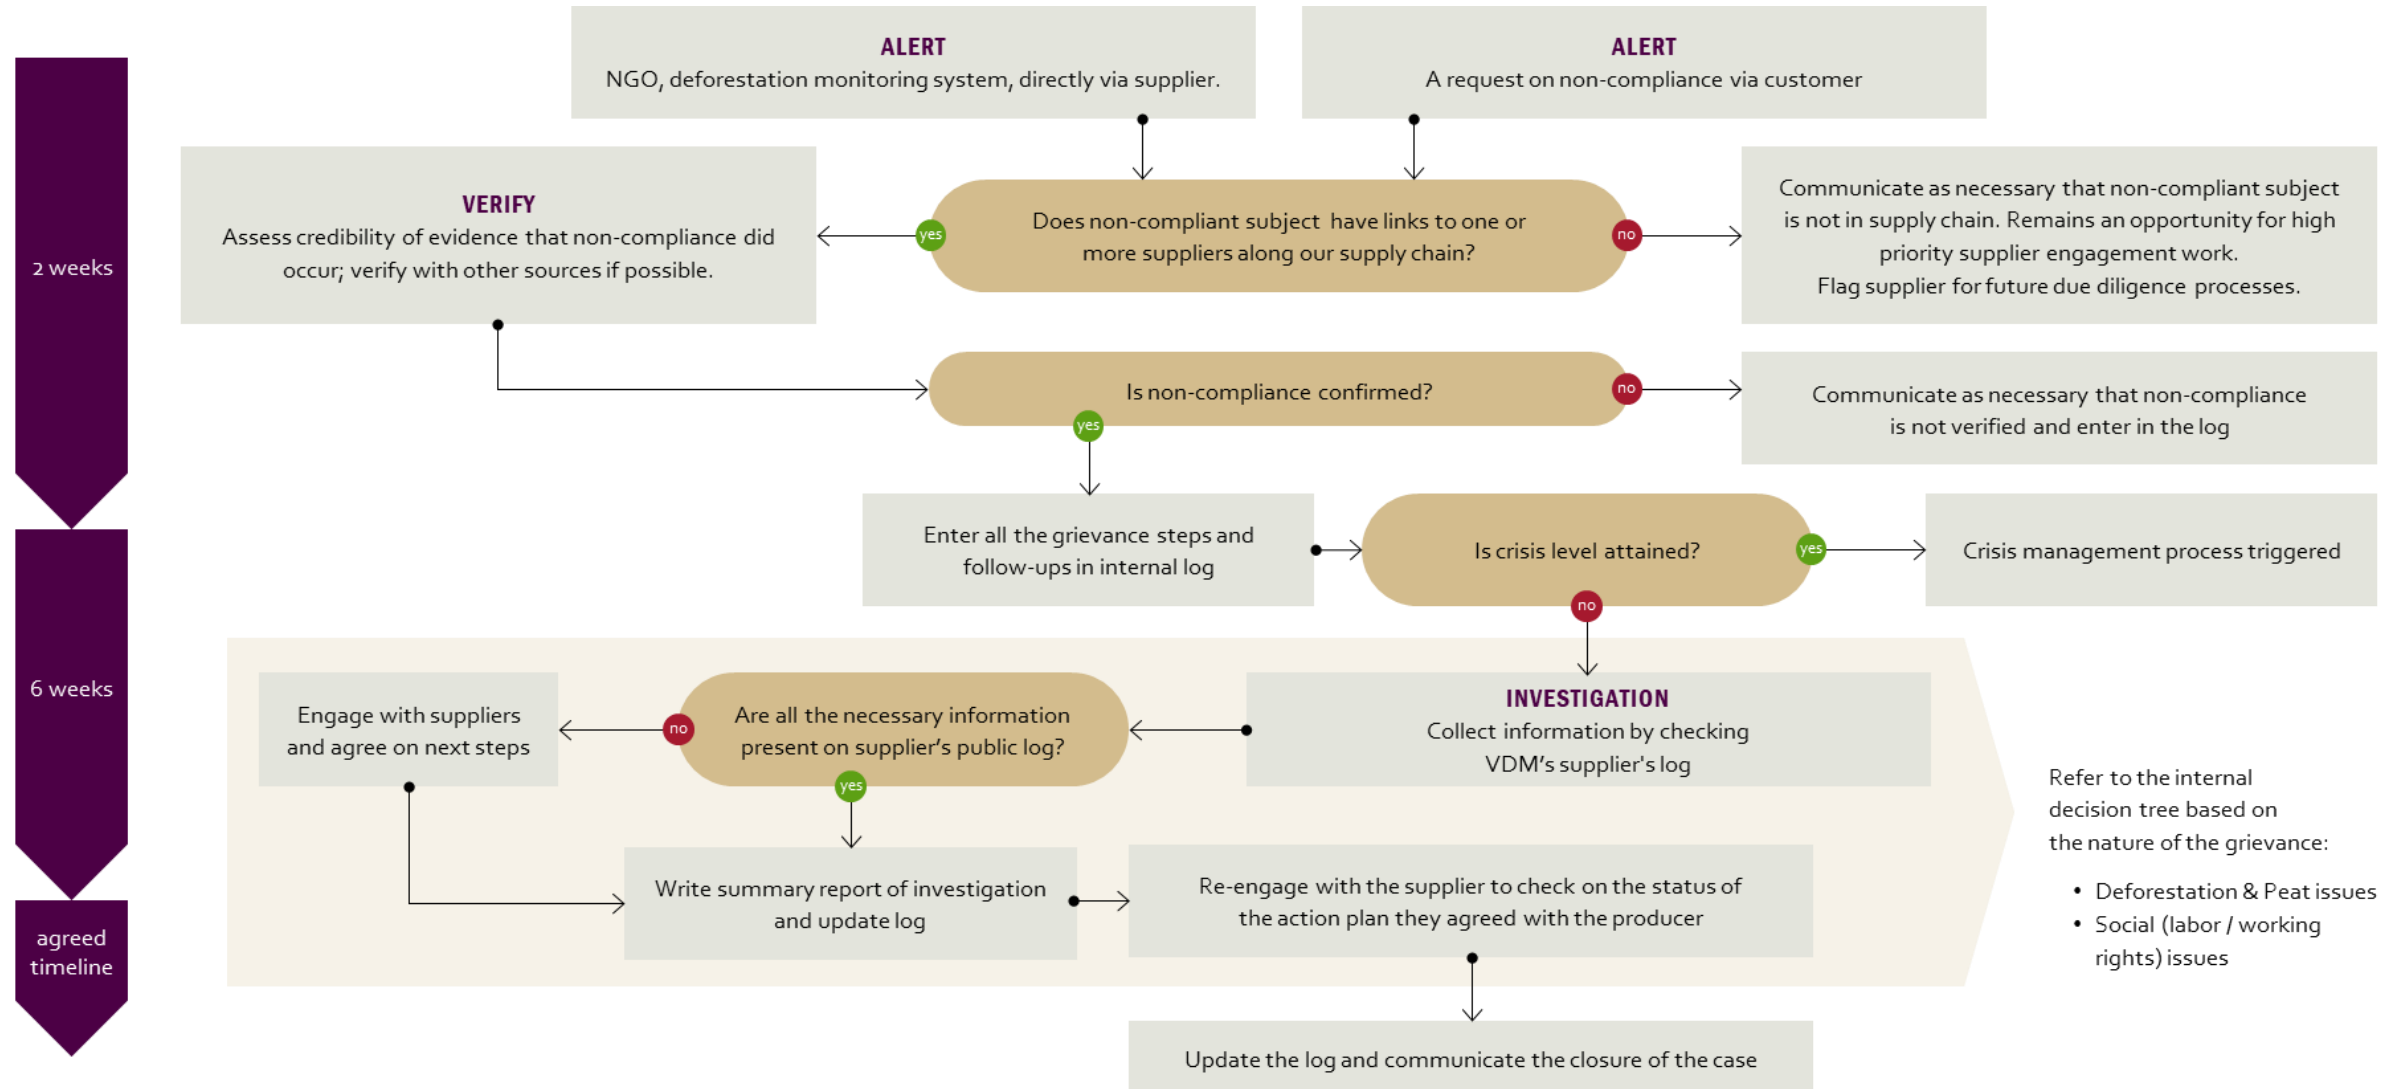 ALERT
NGO, deforestation monitoring system, directly via supplier.
ALERT
A request on non-compliance via customer
2 weeks
VERIFY
Assess credibility of evidence that non-compliance did
occur; verify with other sources if possible.
yes
Does non-compliant subject have links to one or
more suppliers along our supply chain?
no
Communicate as necessary that non-compliant subject
is not in supply chain. Remains an opportunity for high
priority supplier engagement work.
Flag supplier for future due diligence processes.
Is non-compliance confirmed?
no
yes
Communicate as necessary that non-compliance
is not verified and enter in the log
Enter all the grievance steps and
follow-ups in internal log
Is crisis level attained?
yes
no
Crisis management process triggered
6 weeks
INVESTIGATION
Collect information by checking
VDM’s supplier's log
Are all the necessary information
present on supplier’s public log?
no
yes
Engage with suppliers
and agree on next steps
Write summary report of investigation
and update log
Re-engage with the supplier to check on the status of
the action plan they agreed with the producer
Refer to the internal
decision tree based on
the nature of the grievance:
• Deforestation & Peat issues
• Social (labor / working
rights) issues
agreed
timeline
Update the log and communicate the closure of the case